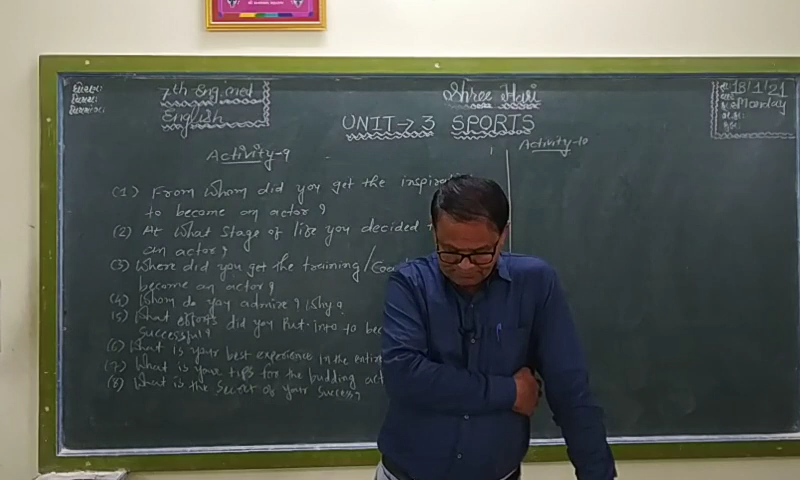 7th Eng.med
English
Shree Hari
18/1/21
UNIT→3 SPORTS
Activity-9
Activity-10
(1) From whom did you get the
to become an actor?
(2) At what stage of life you decided
an actor?
(3) Where did you get the training/
become an actor?
(4) Whom do you admire? Why?
(5) What efforts did you Put-into to
successful?
(6) What is your best experience in the
(7) What is your tips for the budding
(8) What is the secret of your success?